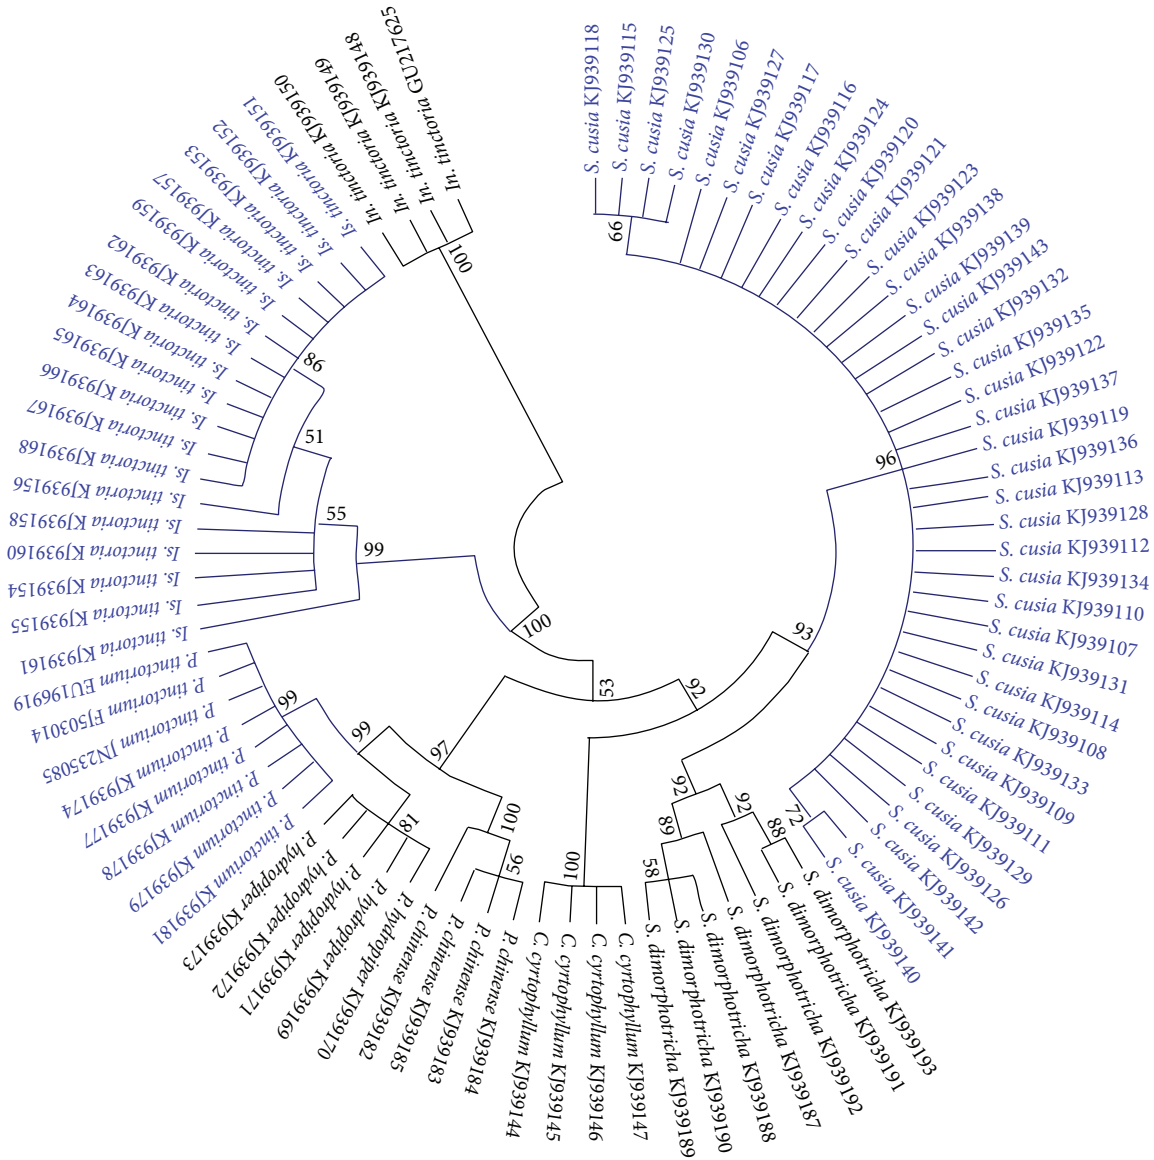 S. cusia KJ939118
S. cusia KJ939115
S. cusia KJ939125
S. cusia KJ939130
S. cusia KJ939106
S. cusia KJ939127
S. cusia KJ939117
S. cusia KJ939116
S. cusia KJ939124
S. cusia KJ939120
S. cusia KJ939121
S. cusia KJ939123
S. cusia KJ939138
S. cusia KJ939139
S. cusia KJ939143
S. cusia KJ939132
S. cusia KJ939135
S. cusia KJ939122
S. cusia KJ939137
S. cusia KJ939119
S. cusia KJ939136
S. cusia KJ939113
S. cusia KJ939128
S. cusia KJ939112
S. cusia KJ939134
S. cusia KJ939110
S. cusia KJ939107
S. cusia KJ939131
S. cusia KJ939114
S. cusia KJ939108
S. cusia KJ939133
S. cusia KJ939109
S. cusia KJ939111
S. cusia KJ939129
S. cusia KJ939126
S. cusia KJ939142
S. cusia KJ939141
S. cusia KJ939140
S. dimorphotricha KJ939193
S. dimorphotricha KJ939191
S. dimorphotricha KJ939192
S. dimorphotricha KJ939187
S. dimorphotricha KJ939188
S. dimorphotricha KJ939190
S. dimorphotricha KJ939189
C. cyrtophyllum KJ939147
C. cyrtophyllum KJ939146
C. cyrtophyllum KJ939145
C. cyrtophyllum KJ939144
P. chinense KJ939184
P. chinense KJ939183
P. chinense KJ939185
P. chinense KJ939182
P. hydropiper KJ939170
P. hydropiper KJ939169
P. hydropiper KJ939171
P. hydropiper KJ939172
P. hydropiper KJ939173
P. tinctorium KJ939181
P. tinctorium KJ939179
P. tinctorium KJ939178
P. tinctorium KJ939177
P. tinctorium KJ939174
P. tinctorium JN235085
P. tinctorium FJ503014
P. tinctorium EU196919
Is. tinctoria KJ939161
Is. tinctoria KJ939155
Is. tinctoria KJ939154
Is. tinctoria KJ939160
Is. tinctoria KJ939158
Is. tinctoria KJ939156
Is. tinctoria KJ939168
Is. tinctoria KJ939167
Is. tinctoria KJ939166
Is. tinctoria KJ939165
Is. tinctoria KJ939164
Is. tinctoria KJ939163
Is. tinctoria KJ939162
Is. tinctoria KJ939159
Is. tinctoria KJ939157
Is. tinctoria KJ939153
Is. tinctoria KJ939152
Is. tinctoria KJ939151
In. tinctoria KJ939150
In. tinctoria KJ939149
In. tinctoria KJ939148
In. tinctoria GU217625
66
96
93
72
92
92
88
89
58
92
53
100
100
56
97
99
81
99
100
99
55
51
86
100